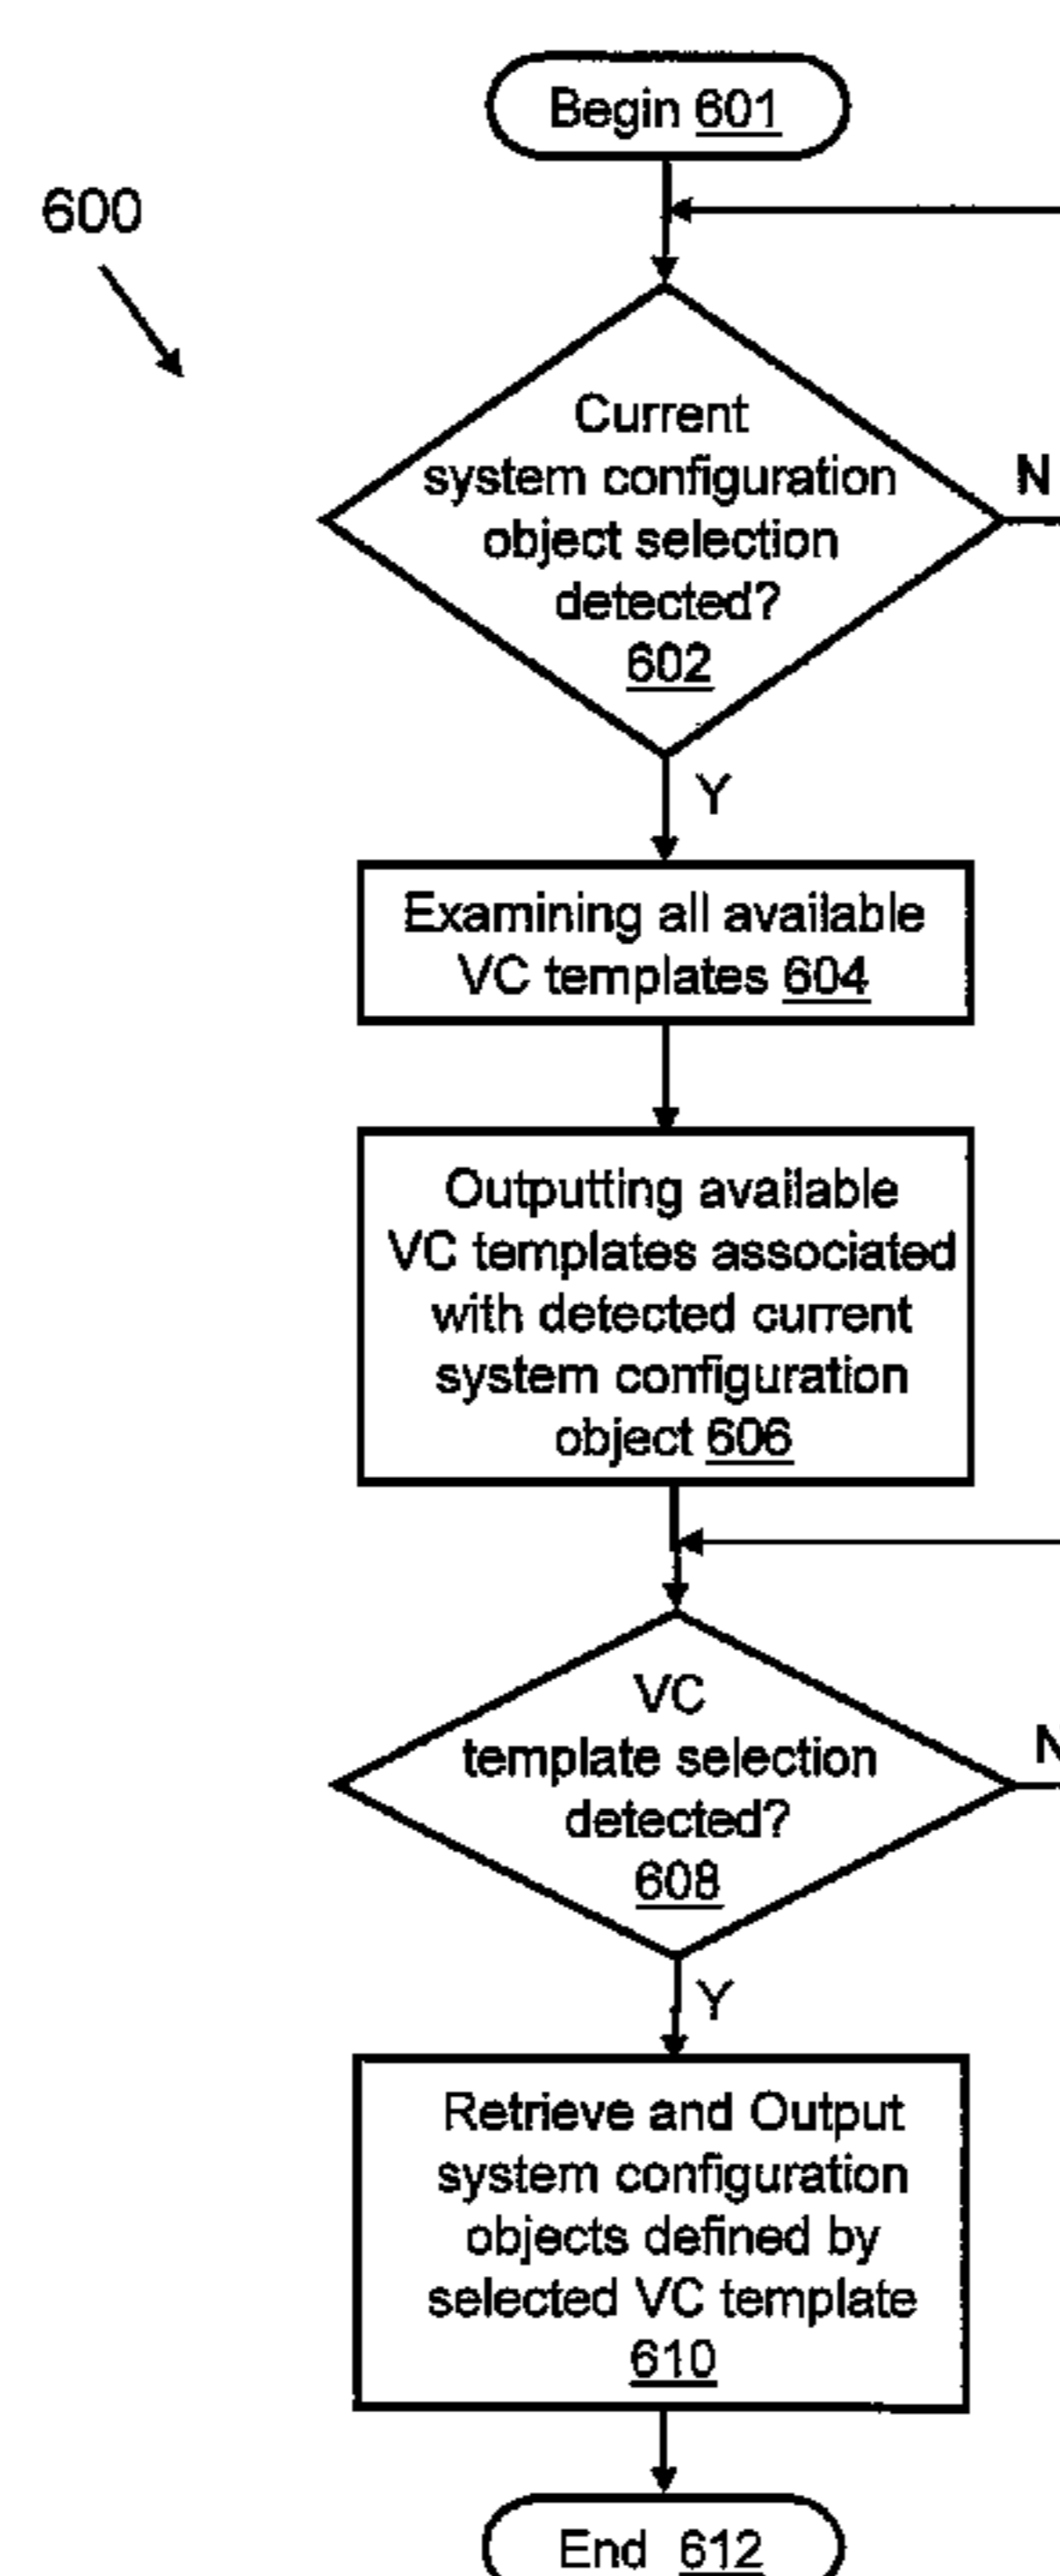 Begin 601
600
Current
system configuration
object selection
detected?
602
N
Y
Examining all available
VC templates 604
Outputting available
VC templates associated
with detected current
system configuration
object 606
VC
template selection
detected?
608
N
Y
Retrieve and Output
system configuration
objects defined by
selected VC template
610
End 612